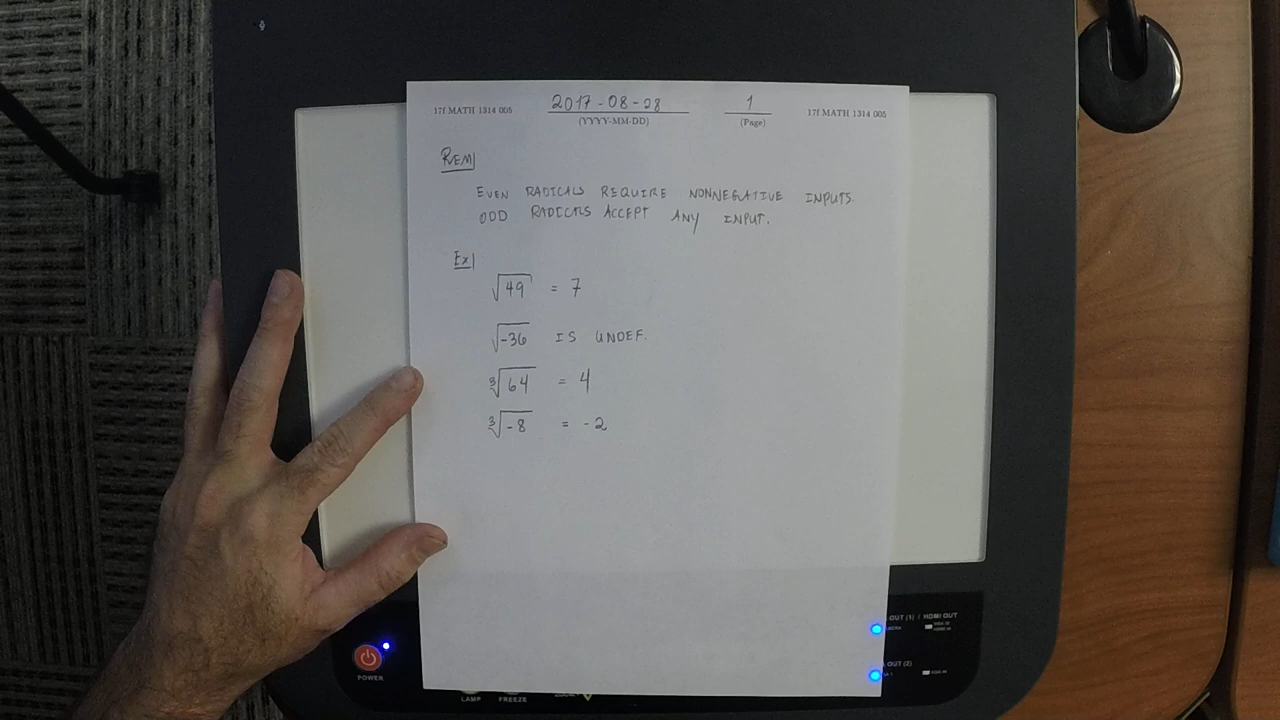 17f MATH 1314 005 2017-08-28 1 17f MATH 1314 005
(YYYY-MM-DD) (Page)
REM
EVEN RADICALS REQUIRE NONNEGATIVE INPUTS.
ODD RADICALS ACCEPT ANY INPUT.
EX
√49 = 7
√-36 IS UNDEF.
∛64 = 4
∛-8 = -2
OUT (1) / HDMI OUT
OUT (2)
POWER
LAMP FREEZE